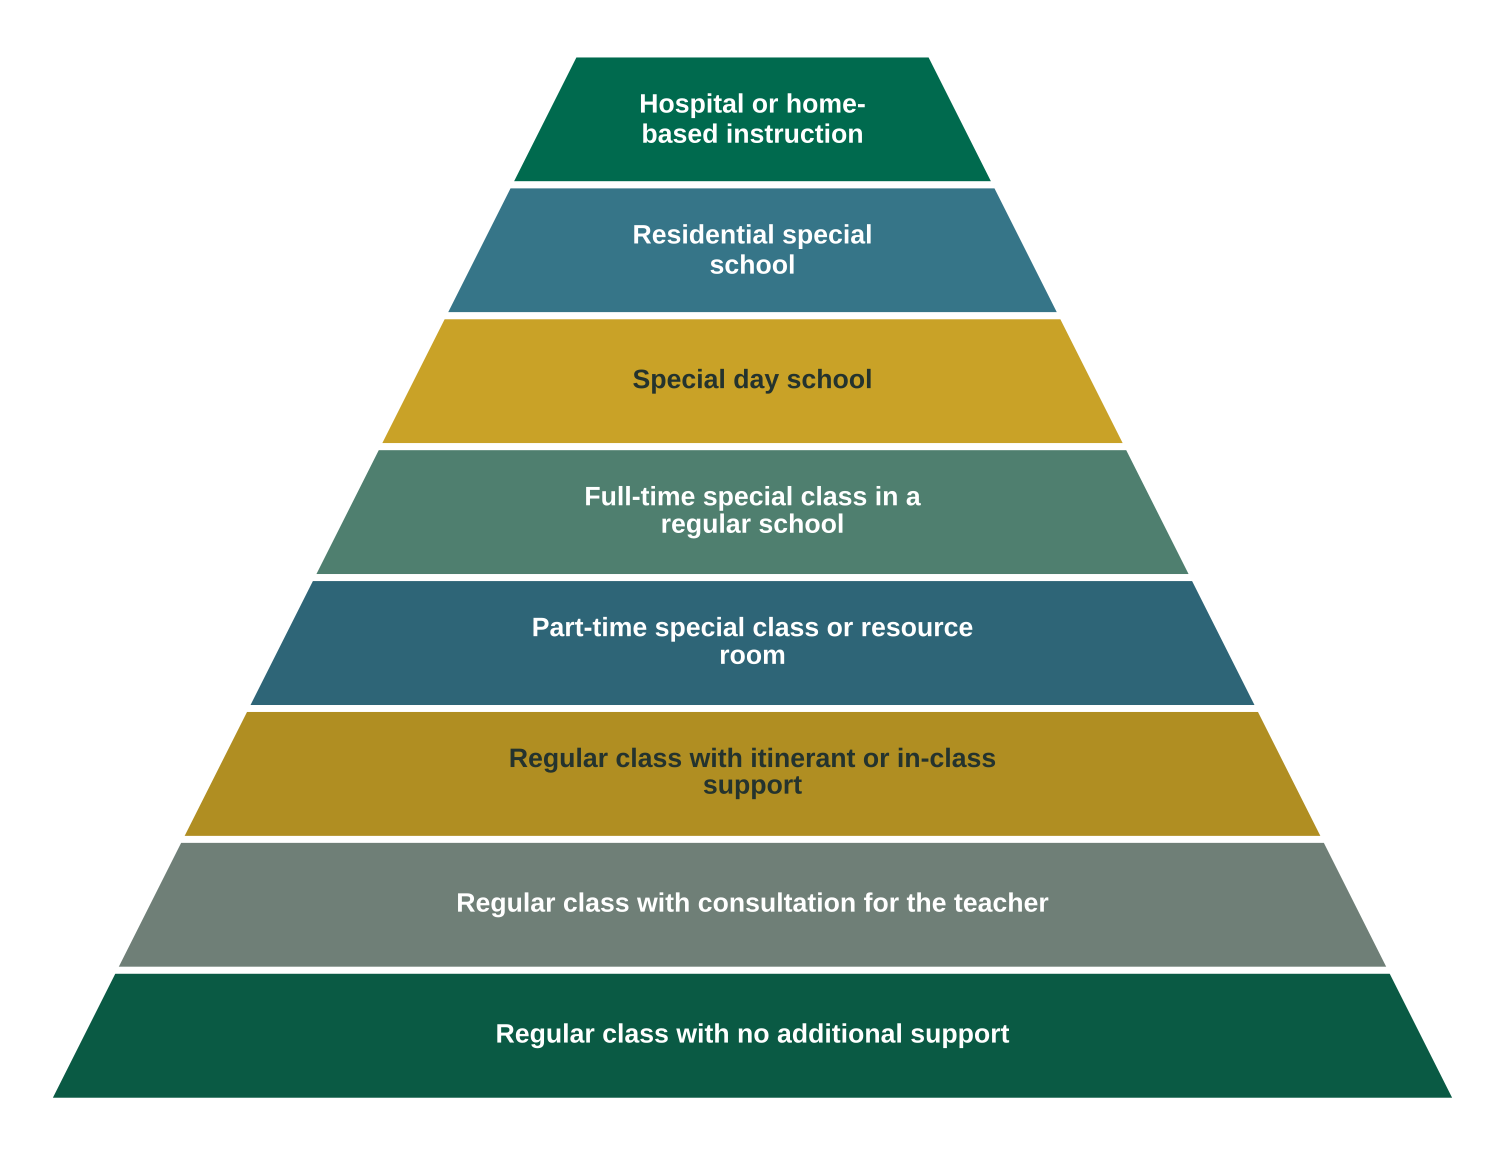 Hospital or home-
based instruction
Residential special
school
Special day school
Full-time special class in a
regular school
Part-time special class or resource
room
Regular class with itinerant or in-class
support
Regular class with consultation for the teacher
Regular class with no additional support